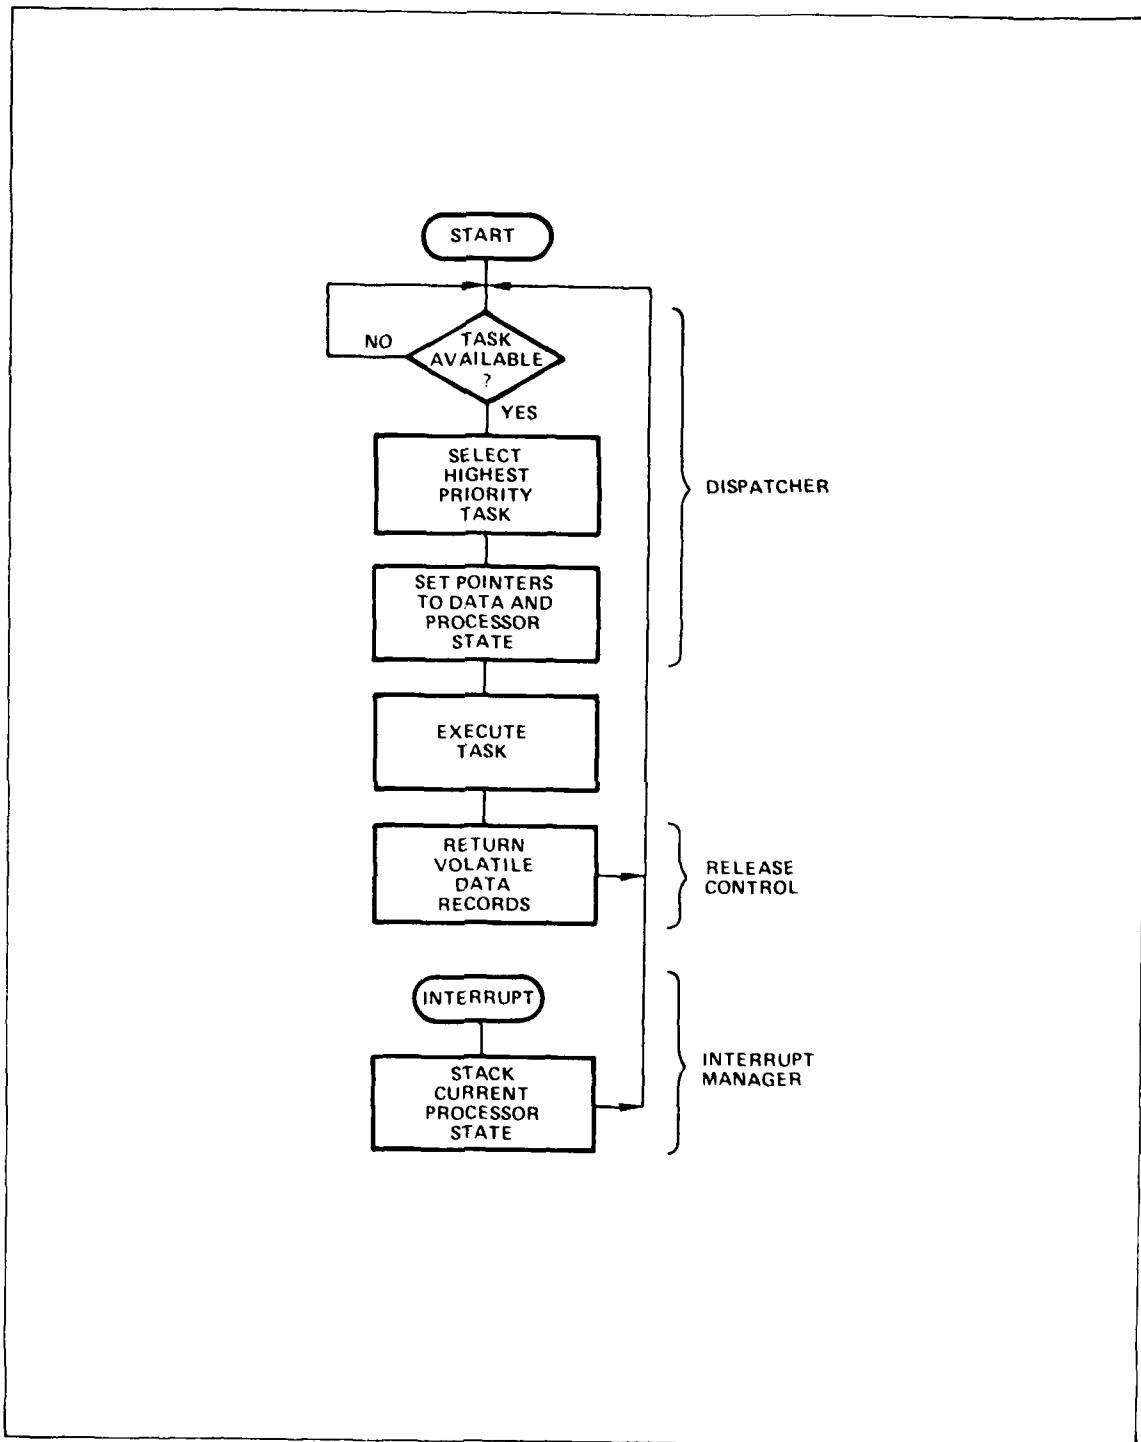 START
NO
TASK
AVAILABLE
?
YES
SELECT
HIGHEST
PRIORITY
TASK
DISPATCHER
SET POINTERS
TO DATA AND
PROCESSOR
STATE
EXECUTE
TASK
RETURN
VOLATILE
DATA
RECORDS
RELEASE
CONTROL
INTERRUPT
STACK
CURRENT
PROCESSOR
STATE
INTERRUPT
MANAGER